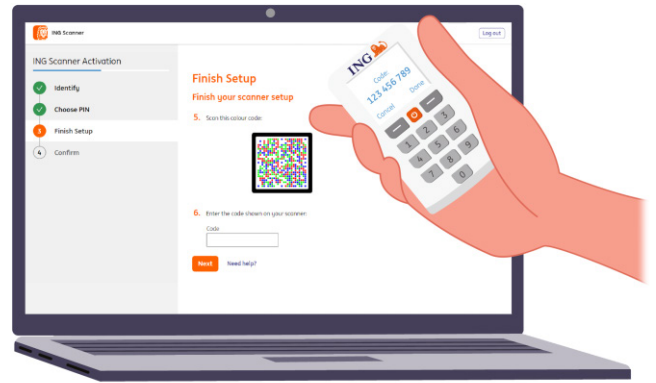 ING Scanner
Log out
ING Scanner Activation
Identify
Choose PIN
3 Finish Setup
4 Confirm
Finish Setup
Finish your scanner setup
5. Scan this colour code:
6. Enter the code shown on your scanner:
Code
Next Need help?
ING
Code:
123 456 789
Cancel Done
1 2 3
4 5 6
7 8 9
0